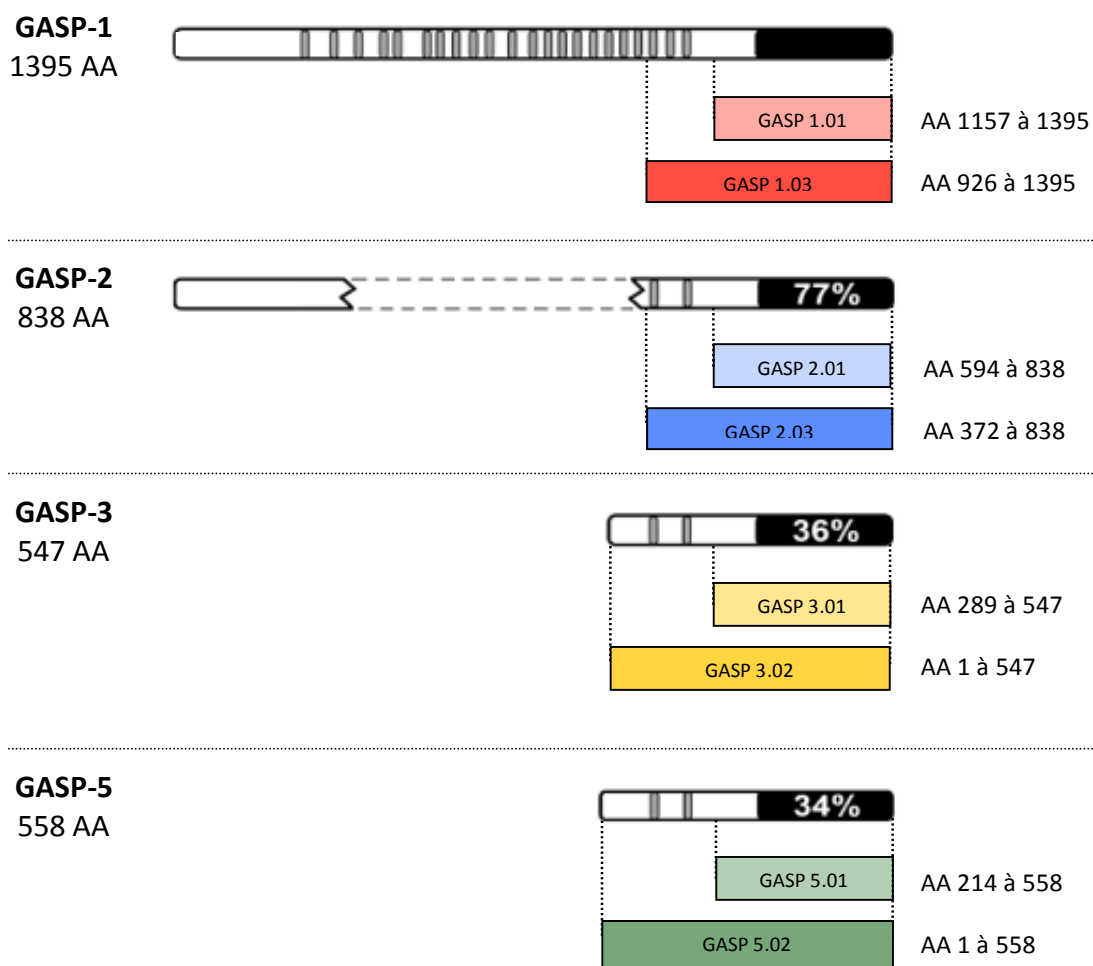 GASP-1
1395 AA
GASP 1.01
AA 1157 à 1395
GASP 1.03
AA 926 à 1395
GASP-2
838 AA
77%
GASP 2.01
AA 594 à 838
GASP 2.03
AA 372 à 838
GASP-3
547 AA
36%
GASP 3.01
AA 289 à 547
GASP 3.02
AA 1 à 547
GASP-5
558 AA
34%
GASP 5.01
AA 214 à 558
GASP 5.02
AA 1 à 558